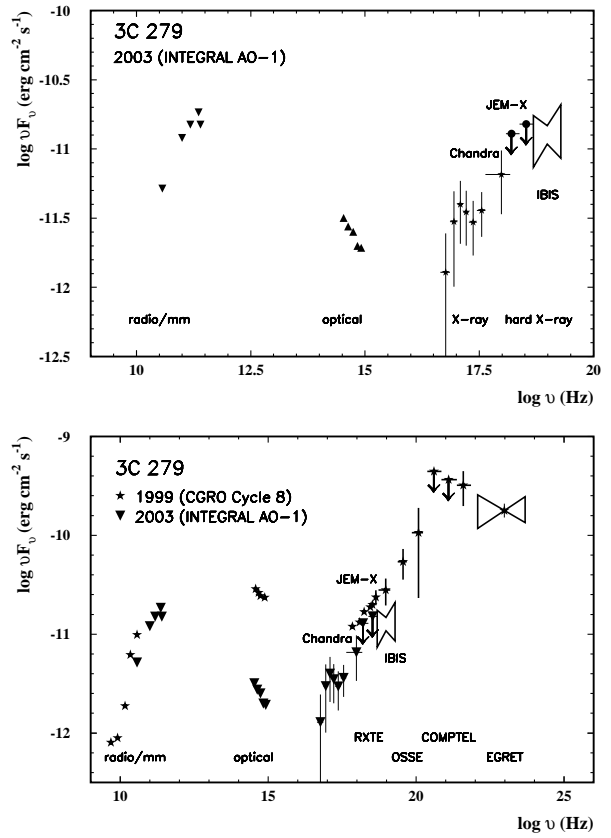 -10
3C 279
2003 (INTEGRAL AO-1)
log υFυ (erg cm-2 s-1)
-10.5
JEM-X
-11
Chandra
IBIS
-11.5
-12
radio/mm
optical
X-ray
hard X-ray
-12.5
10
12.5
15
17.5
20
log υ (Hz)
-9
3C 279
★ 1999 (CGRO Cycle 8)
▼ 2003 (INTEGRAL AO-1)
log υFυ (erg cm-2 s-1)
-10
JEM-X
-11
Chandra
IBIS
-12
RXTE
COMPTEL
radio/mm
optical
OSSE
EGRET
10
15
20
25
log υ (Hz)